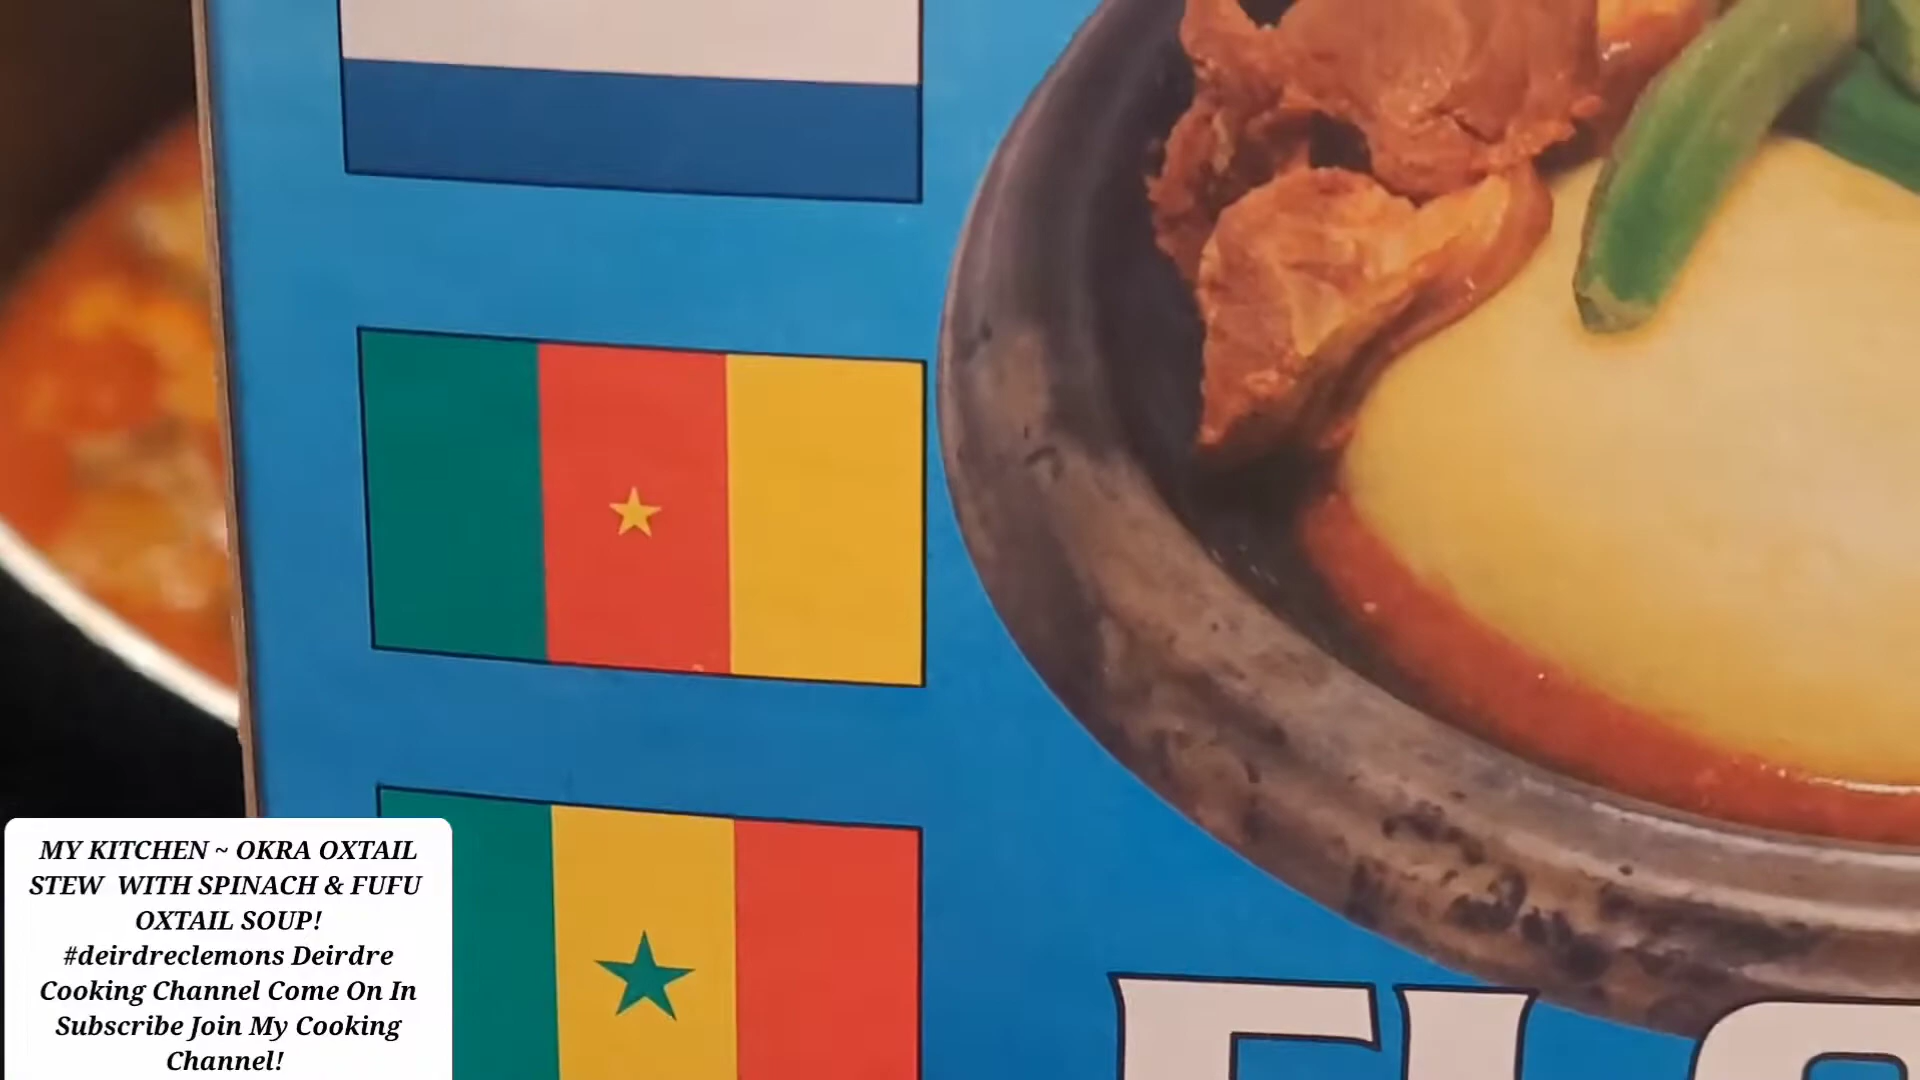 MY KITCHEN ~ OKRA OXTAIL
STEW WITH SPINACH & FUFU
OXTAIL SOUP!
#deirdreclemons Deirdre
Cooking Channel Come On In
Subscribe Join My Cooking
Channel!